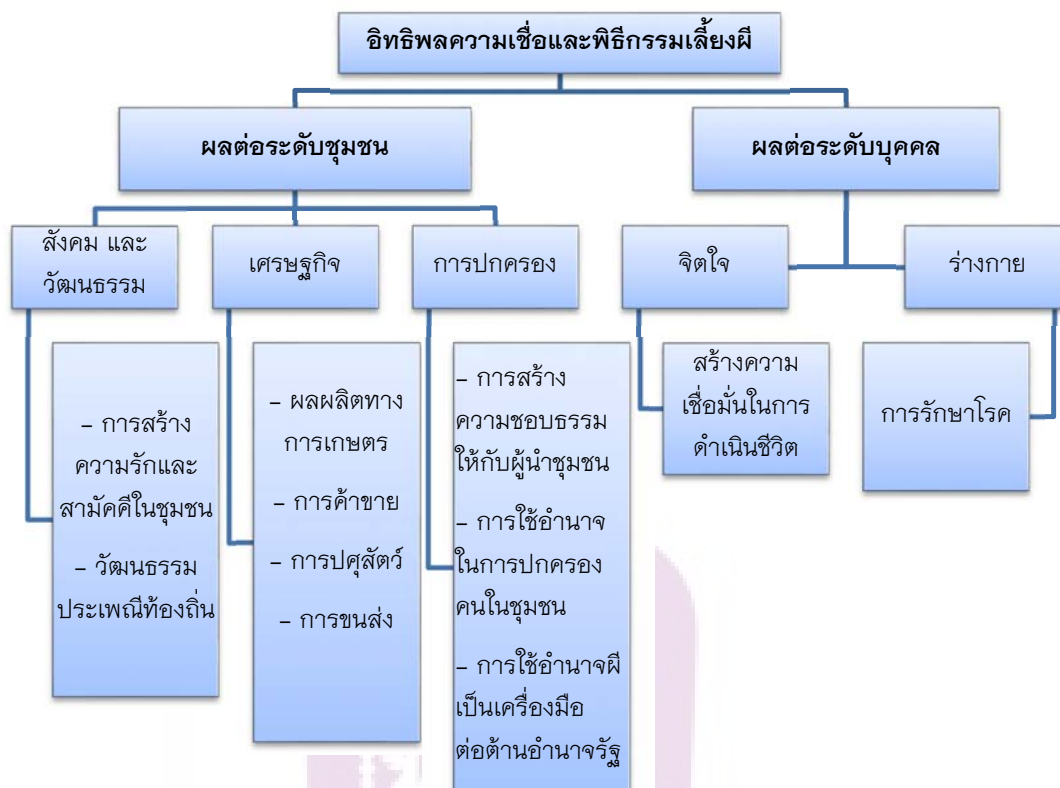 อิทธิพลความเชื่อและพิธีกรรมเลี้ยงผี
ผลต่อระดับชุมชน
ผลต่อระดับบุคคล
สังคม และ
วัฒนธรรม
เศรษฐกิจ
การปกครอง
จิตใจ
ร่างกาย
– การสร้าง
ความรักและ
สามัคคีในชุมชน
– วัฒนธรรม
ประเพณีท้องถิ่น
– ผลผลิตทาง
การเกษตร
– การค้าขาย
– การปศุสัตว์
– การขนส่ง
– การสร้าง
ความชอบธรรม
ให้กับผู้นำชุมชน
– การใช้อำนาจ
ในการปกครอง
คนในชุมชน
– การใช้อำนาจผี
เป็นเครื่องมือ
ต่อต้านอำนาจรัฐ
สร้างความ
เชื่อมั่นในการ
ดำเนินชีวิต
การรักษาโรค